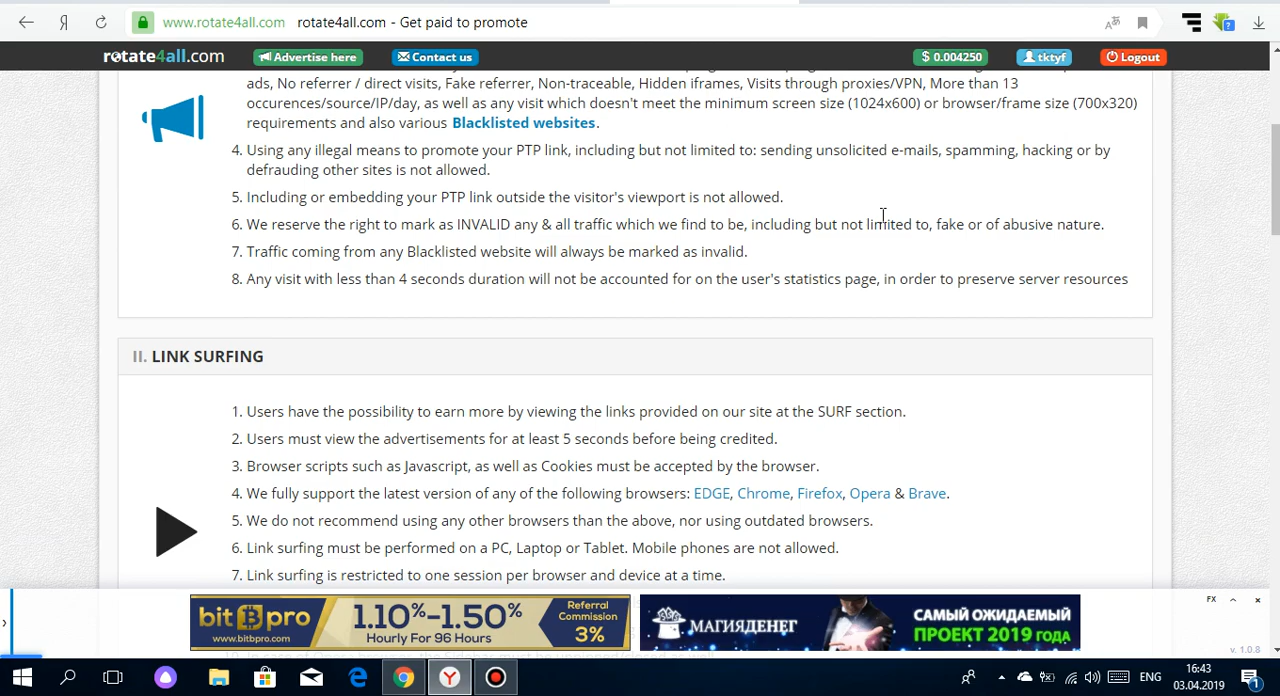 www.rotate4all.com rotate4all.com - Get paid to promote
rotate4all.com Advertise here Contact us $ 0.004250 tktyf Logout
ads, No referrer / direct visits, Fake referrer, Non-traceable, Hidden iframes, Visits through proxies/VPN, More than 13
occurences/source/IP/day, as well as any visit which doesn't meet the minimum screen size (1024x600) or browser/frame size (700x320)
requirements and also various Blacklisted websites.
4. Using any illegal means to promote your PTP link, including but not limited to: sending unsolicited e-mails, spamming, hacking or by
defrauding other sites is not allowed.
5. Including or embedding your PTP link outside the visitor's viewport is not allowed.
6. We reserve the right to mark as INVALID any & all traffic which we find to be, including but not limited to, fake or of abusive nature.
7. Traffic coming from any Blacklisted website will always be marked as invalid.
8. Any visit with less than 4 seconds duration will not be accounted for on the user's statistics page, in order to preserve server resources
II. LINK SURFING
1. Users have the possibility to earn more by viewing the links provided on our site at the SURF section.
2. Users must view the advertisements for at least 5 seconds before being credited.
3. Browser scripts such as Javascript, as well as Cookies must be accepted by the browser.
4. We fully support the latest version of any of the following browsers: EDGE, Chrome, Firefox, Opera & Brave.
5. We do not recommend using any other browsers than the above, nor using outdated browsers.
6. Link surfing must be performed on a PC, Laptop or Tablet. Mobile phones are not allowed.
7. Link surfing is restricted to one session per browser and device at a time.
bit pro
www.bitbpro.com
1.10%-1.50%
Hourly For 96 Hours
Referral
Commission
3%
МАГИЯДЕНЕГ
САМЫЙ ОЖИДАЕМЫЙ
ПРОЕКТ 2019 года
FX
v. 1.0.8
ENG
16:43
03.04.2019